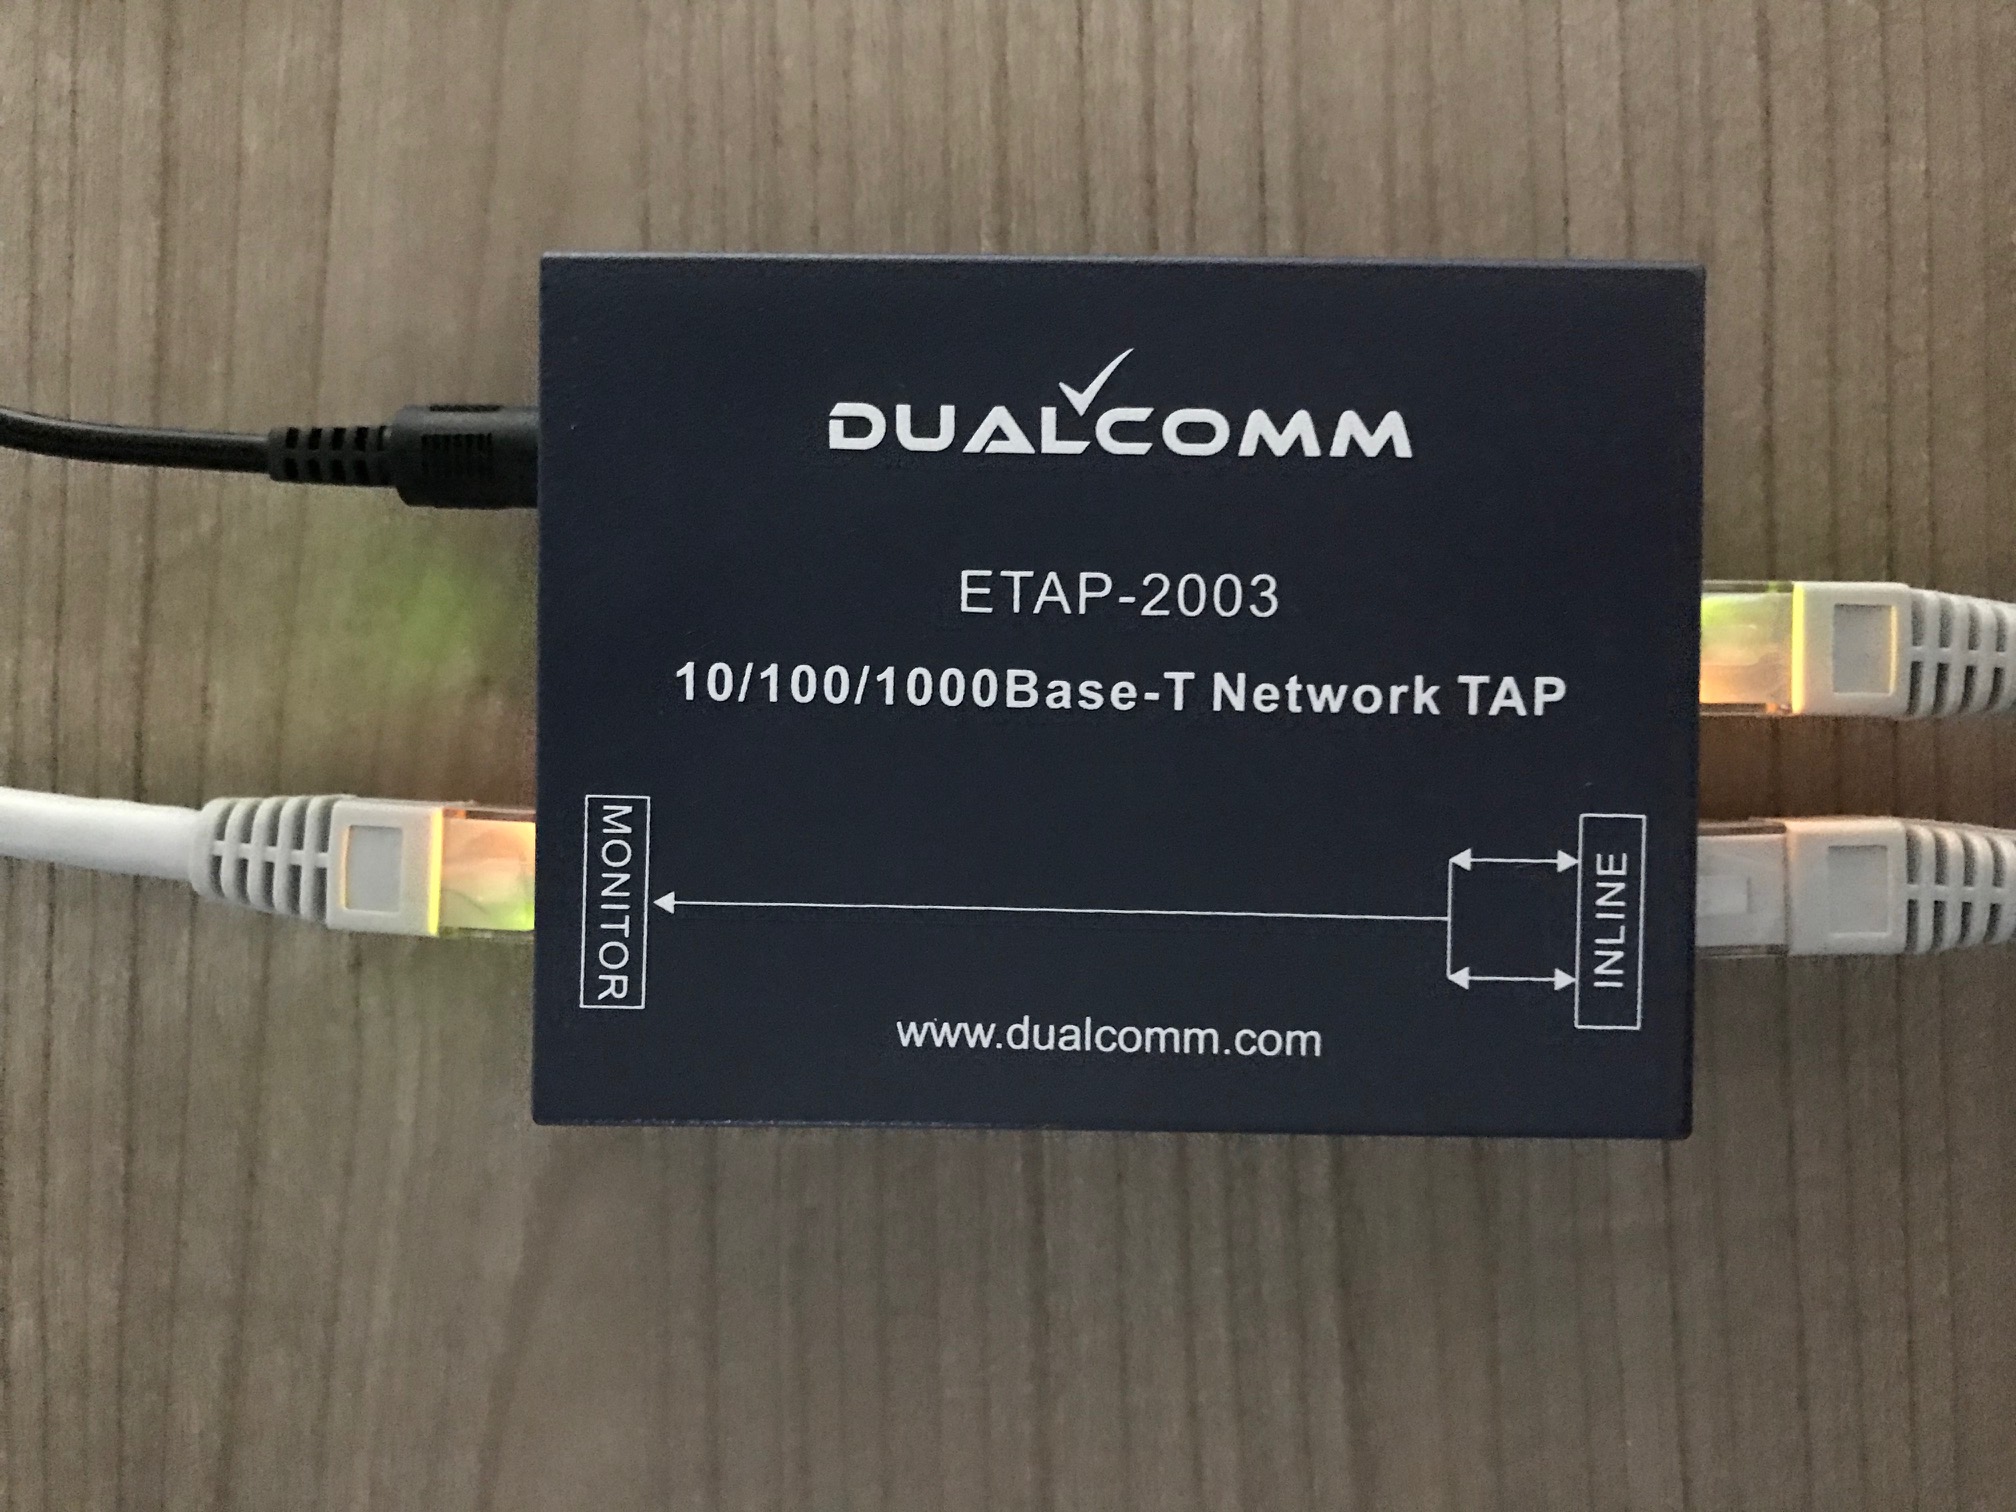 DUALCOMM
ETAP-2003
10/100/1000Base-T Network TAP
MONITOR
INLINE
www.dualcomm.com